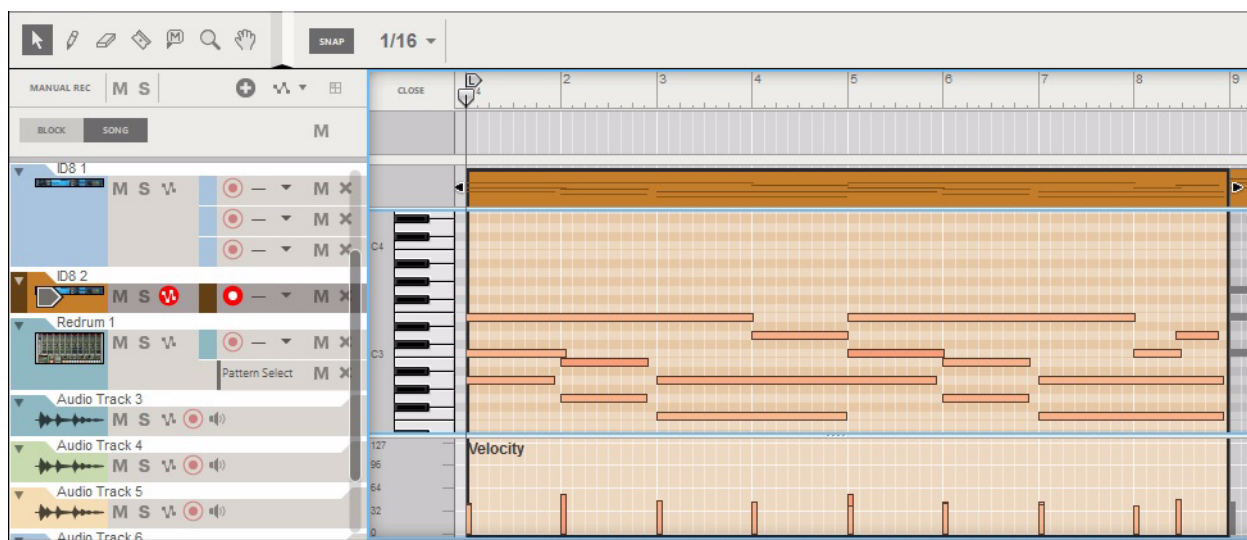 SNAP 1/16
MANUAL REC M S CLOSE L 4 2 3 4 5 6 7 8 9
BLOCK SONG M
ID8 1
M S M
M
M
C4
ID8 2
M S M
Redrum 1
M S M
C3
Pattern Select M
Audio Track 3
M S
Audio Track 4
M S
127 Velocity
96
Audio Track 5
64
M S
32
0
Audio Track 6